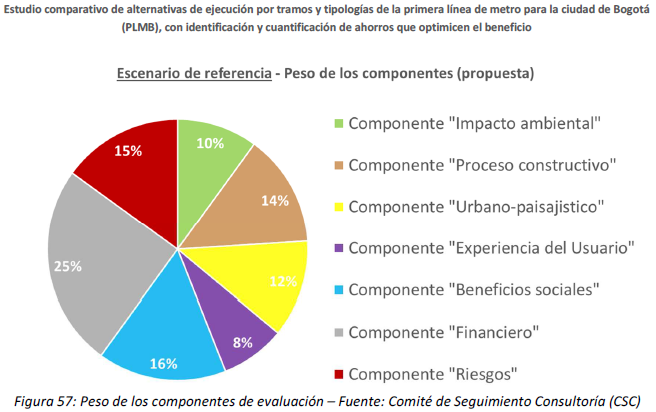 Estudio comparativo de alternativas de ejecución por tramos y tipologías de la primera línea de metro para la ciudad de Bogotá
(PLMB), con identificación y cuantificación de ahorros que optimicen el beneficio
Escenario de referencia - Peso de los componentes (propuesta)
10%
14%
12%
8%
16%
25%
15%
Componente "Impacto ambiental"
Componente "Proceso constructivo"
Componente "Urbano-paisajistico"
Componente "Experiencia del Usuario"
Componente "Beneficios sociales"
Componente "Financiero"
Componente "Riesgos"
Figura 57: Peso de los componentes de evaluación – Fuente: Comité de Seguimiento Consultoría (CSC)